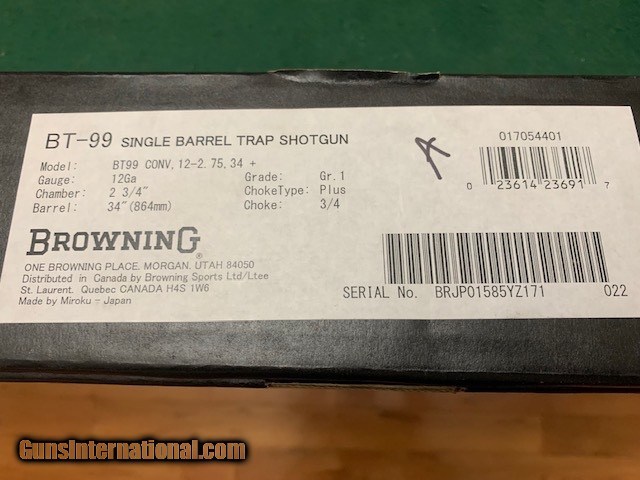 BT-99 SINGLE BARREL TRAP SHOTGUN
Model: BT99 CONV, 12-2. 75, 34 +
Gauge: 12Ga Grade: Gr. 1
Chamber: 2 3/4" ChokeType: Plus
Barrel: 34"(864mm) Choke: 3/4
A
017054401
0 23614 23691 7
BROWNING®
ONE BROWNING PLACE, MORGAN, UTAH 84050
Distributed in Canada by Browning Sports Ltd/Ltee
St. Laurent, Quebec CANADA H4S 1W6
Made by Miroku - Japan
SERIAL No. BRJP01585YZ171 022
GunsInternational.com